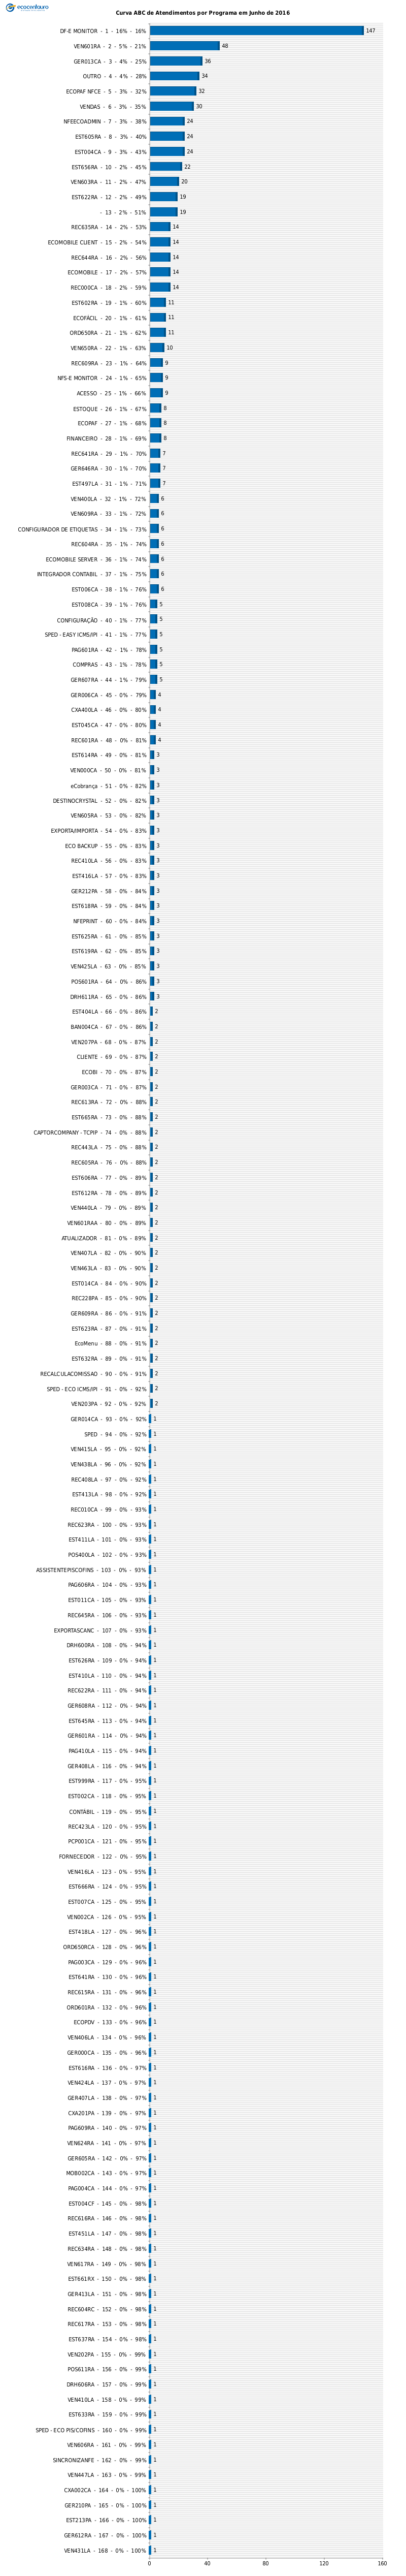 ecocentauro
Curva ABC de Atendimentos por Programa em Junho de 2016
DF-E MONITOR - 1 - 16% - 16% 147
VEN601RA - 2 - 5% - 21% 48
GER013CA - 3 - 4% - 25% 36
OUTRO - 4 - 4% - 28% 34
ECOPAF NFCE - 5 - 3% - 32% 32
VENDAS - 6 - 3% - 35% 30
NFEECOADMIN - 7 - 3% - 38% 24
EST605RA - 8 - 3% - 40% 24
EST004CA - 9 - 3% - 43% 24
EST656RA - 10 - 2% - 45% 22
VEN603RA - 11 - 2% - 47% 20
EST622RA - 12 - 2% - 49% 19
- 13 - 2% - 51% 19
REC635RA - 14 - 2% - 53% 14
ECOMOBILE CLIENT - 15 - 2% - 54% 14
REC644RA - 16 - 2% - 56% 14
ECOMOBILE - 17 - 2% - 57% 14
REC000CA - 18 - 2% - 59% 14
EST602RA - 19 - 1% - 60% 11
ECOFÁCIL - 20 - 1% - 61% 11
ORD650RA - 21 - 1% - 62% 11
VEN650RA - 22 - 1% - 63% 10
REC609RA - 23 - 1% - 64% 9
NFS-E MONITOR - 24 - 1% - 65% 9
ACESSO - 25 - 1% - 66% 9
ESTOQUE - 26 - 1% - 67% 8
ECOPAF - 27 - 1% - 68% 8
FINANCEIRO - 28 - 1% - 69% 8
REC641RA - 29 - 1% - 70% 7
GER646RA - 30 - 1% - 70% 7
EST497LA - 31 - 1% - 71% 7
VEN400LA - 32 - 1% - 72% 6
VEN609RA - 33 - 1% - 72% 6
CONFIGURADOR DE ETIQUETAS - 34 - 1% - 73% 6
REC604RA - 35 - 1% - 74% 6
ECOMOBILE SERVER - 36 - 1% - 74% 6
INTEGRADOR CONTABIL - 37 - 1% - 75% 6
EST006CA - 38 - 1% - 76% 6
EST008CA - 39 - 1% - 76% 5
CONFIGURAÇÃO - 40 - 1% - 77% 5
SPED - EASY ICMS/IPI - 41 - 1% - 77% 5
PAG601RA - 42 - 1% - 78% 5
COMPRAS - 43 - 1% - 78% 5
GER607RA - 44 - 1% - 79% 5
GER006CA - 45 - 0% - 79% 4
CXA400LA - 46 - 0% - 80% 4
EST045CA - 47 - 0% - 80% 4
REC601RA - 48 - 0% - 81% 4
EST614RA - 49 - 0% - 81% 3
VEN000CA - 50 - 0% - 81% 3
eCobrança - 51 - 0% - 82% 3
DESTINOCRYSTAL - 52 - 0% - 82% 3
VEN605RA - 53 - 0% - 82% 3
EXPORTA/IMPORTA - 54 - 0% - 83% 3
ECO BACKUP - 55 - 0% - 83% 3
REC410LA - 56 - 0% - 83% 3
EST416LA - 57 - 0% - 83% 3
GER212PA - 58 - 0% - 84% 3
EST618RA - 59 - 0% - 84% 3
NFEPRINT - 60 - 0% - 84% 3
EST625RA - 61 - 0% - 85% 3
EST619RA - 62 - 0% - 85% 3
VEN425LA - 63 - 0% - 85% 3
POS601RA - 64 - 0% - 86% 3
DRH611RA - 65 - 0% - 86% 3
EST404LA - 66 - 0% - 86% 2
BAN004CA - 67 - 0% - 86% 2
VEN207PA - 68 - 0% - 87% 2
CLIENTE - 69 - 0% - 87% 2
ECOBI - 70 - 0% - 87% 2
GER003CA - 71 - 0% - 87% 2
REC613RA - 72 - 0% - 88% 2
EST665RA - 73 - 0% - 88% 2
CAPTORCOMPANY - TCPIP - 74 - 0% - 88% 2
REC443LA - 75 - 0% - 88% 2
REC605RA - 76 - 0% - 88% 2
EST606RA - 77 - 0% - 89% 2
EST612RA - 78 - 0% - 89% 2
VEN440LA - 79 - 0% - 89% 2
VEN601RAA - 80 - 0% - 89% 2
ATUALIZADOR - 81 - 0% - 89% 2
VEN407LA - 82 - 0% - 90% 2
VEN463LA - 83 - 0% - 90% 2
EST014CA - 84 - 0% - 90% 2
REC228PA - 85 - 0% - 90% 2
GER609RA - 86 - 0% - 91% 2
EST623RA - 87 - 0% - 91% 2
EcoMenu - 88 - 0% - 91% 2
EST632RA - 89 - 0% - 91% 2
RECALCULACOMISSAO - 90 - 0% - 91% 2
SPED - ECO ICMS/IPI - 91 - 0% - 92% 2
VEN203PA - 92 - 0% - 92% 2
GER014CA - 93 - 0% - 92% 1
SPED - 94 - 0% - 92% 1
VEN415LA - 95 - 0% - 92% 1
VEN438LA - 96 - 0% - 92% 1
REC408LA - 97 - 0% - 92% 1
EST413LA - 98 - 0% - 92% 1
REC010CA - 99 - 0% - 93% 1
REC623RA - 100 - 0% - 93% 1
EST411LA - 101 - 0% - 93% 1
POS400LA - 102 - 0% - 93% 1
ASSISTENTEPISCOFINS - 103 - 0% - 93% 1
PAG606RA - 104 - 0% - 93% 1
EST011CA - 105 - 0% - 93% 1
REC645RA - 106 - 0% - 93% 1
EXPORTASCANC - 107 - 0% - 93% 1
DRH600RA - 108 - 0% - 94% 1
EST626RA - 109 - 0% - 94% 1
EST410LA - 110 - 0% - 94% 1
REC622RA - 111 - 0% - 94% 1
GER608RA - 112 - 0% - 94% 1
EST645RA - 113 - 0% - 94% 1
GER601RA - 114 - 0% - 94% 1
PAG410LA - 115 - 0% - 94% 1
GER408LA - 116 - 0% - 94% 1
EST999RA - 117 - 0% - 95% 1
EST002CA - 118 - 0% - 95% 1
CONTÁBIL - 119 - 0% - 95% 1
REC423LA - 120 - 0% - 95% 1
PCP001CA - 121 - 0% - 95% 1
FORNECEDOR - 122 - 0% - 95% 1
VEN416LA - 123 - 0% - 95% 1
EST666RA - 124 - 0% - 95% 1
EST007CA - 125 - 0% - 95% 1
VEN002CA - 126 - 0% - 95% 1
EST418LA - 127 - 0% - 96% 1
ORD650RCA - 128 - 0% - 96% 1
PAG003CA - 129 - 0% - 96% 1
EST641RA - 130 - 0% - 96% 1
REC615RA - 131 - 0% - 96% 1
ORD601RA - 132 - 0% - 96% 1
ECOPDV - 133 - 0% - 96% 1
VEN406LA - 134 - 0% - 96% 1
GER000CA - 135 - 0% - 96% 1
EST616RA - 136 - 0% - 97% 1
VEN424LA - 137 - 0% - 97% 1
GER407LA - 138 - 0% - 97% 1
CXA201PA - 139 - 0% - 97% 1
PAG609RA - 140 - 0% - 97% 1
VEN624RA - 141 - 0% - 97% 1
GER605RA - 142 - 0% - 97% 1
MOB002CA - 143 - 0% - 97% 1
PAG004CA - 144 - 0% - 97% 1
EST004CF - 145 - 0% - 98% 1
REC616RA - 146 - 0% - 98% 1
EST451LA - 147 - 0% - 98% 1
REC634RA - 148 - 0% - 98% 1
VEN617RA - 149 - 0% - 98% 1
EST661RX - 150 - 0% - 98% 1
GER413LA - 151 - 0% - 98% 1
REC604RC - 152 - 0% - 98% 1
REC617RA - 153 - 0% - 98% 1
EST637RA - 154 - 0% - 98% 1
VEN202PA - 155 - 0% - 99% 1
POS611RA - 156 - 0% - 99% 1
DRH606RA - 157 - 0% - 99% 1
VEN410LA - 158 - 0% - 99% 1
EST633RA - 159 - 0% - 99% 1
SPED - ECO PIS/COFINS - 160 - 0% - 99% 1
VEN606RA - 161 - 0% - 99% 1
SINCRONIZANFE - 162 - 0% - 99% 1
VEN447LA - 163 - 0% - 99% 1
CXA002CA - 164 - 0% - 100% 1
GER210PA - 165 - 0% - 100% 1
EST213PA - 166 - 0% - 100% 1
GER612RA - 167 - 0% - 100% 1
VEN431LA - 168 - 0% - 100% 1
0 40 80 120 160